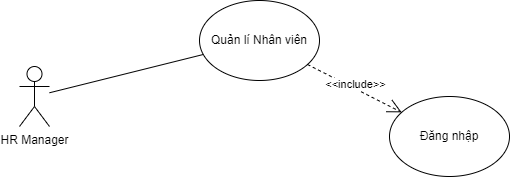 Quản lí Nhân viên
<<include>>
HR Manager
Đăng nhập